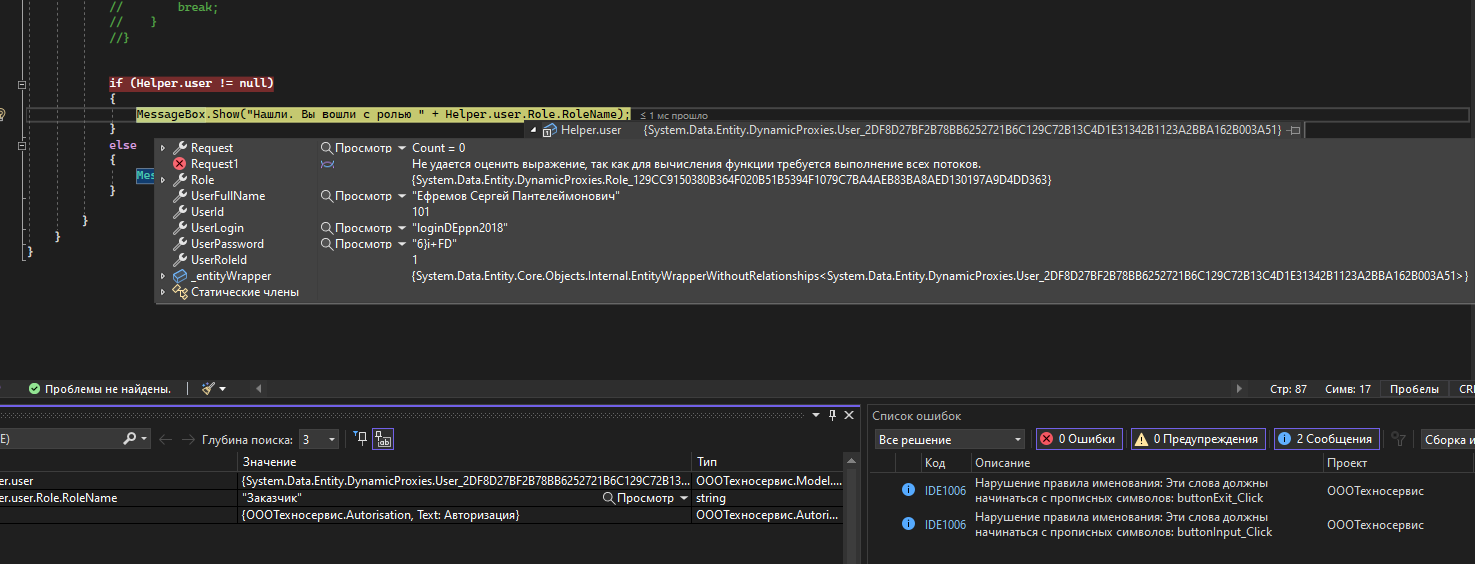 // break;
// }
//}
if (Helper.user != null)
{
MessageBox.Show("Нашли. Вы вошли с ролью " + Helper.user.Role.RoleName); ≤ 1 мс прошло
Helper.user {System.Data.Entity.DynamicProxies.User_2DF8D27BF2B78BB6252721B6C129C72B13C4D1E31342B1123A2BBA162B003A51}
}
else
{
Mes
}
}
}
}
Request Просмотр Count = 0
Request1 Не удается оценить выражение, так как для вычисления функции требуется выполнение всех потоков.
Role {System.Data.Entity.DynamicProxies.Role_129CC9150380B364F020B51B5394F1079C7BA4AEB83BA8AED130197A9D4DD363}
UserFullName Просмотр "Ефремов Сергей Пантелеймонович"
UserId 101
UserLogin Просмотр "loginDEppn2018"
UserPassword Просмотр "6}i+FD"
UserRoleId 1
_entityWrapper {System.Data.Entity.Core.Objects.Internal.EntityWrapperWithoutRelationships<System.Data.Entity.DynamicProxies.User_2DF8D27BF2B78BB6252721B6C129C72B13C4D1E31342B1123A2BBA162B003A51>}
Статические члены
Проблемы не найдены. Стр: 87 Симв: 17 Пробелы CR
E) Глубина поиска: 3
Значение Тип
er.user {System.Data.Entity.DynamicProxies.User_2DF8D27BF2B78BB6252721B6C129C72B13... ОООТехносервис.Model....
er.user.Role.RoleName "Заказчик" Просмотр string
{ОООТехносервис.Autorisation, Text: Авторизация} ОООТехносервис.Autori...
Список ошибок
Все решение 0 Ошибки 0 Предупреждения 2 Сообщения Сборка и
Код Описание Проект
IDE1006 Нарушение правила именования: Эти слова должны начинаться с прописных символов: buttonExit_Click ОООТехносервис
IDE1006 Нарушение правила именования: Эти слова должны начинаться с прописных символов: buttonInput_Click ОООТехносервис